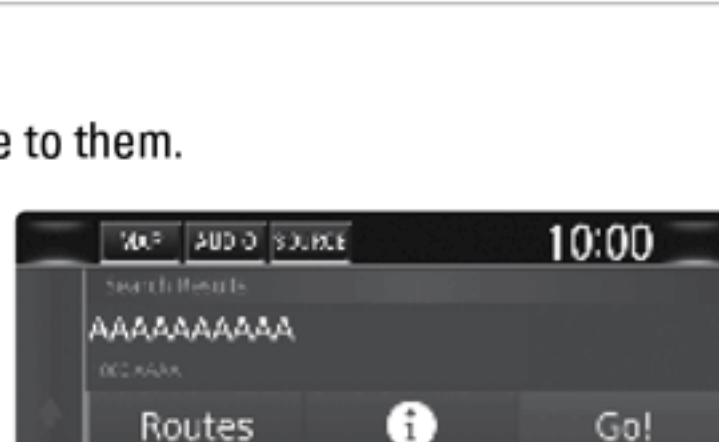 e to them.
MAP AUDIO SOURCE 10:00
Search Results
AAAAAAAAAA
Routes i Go!